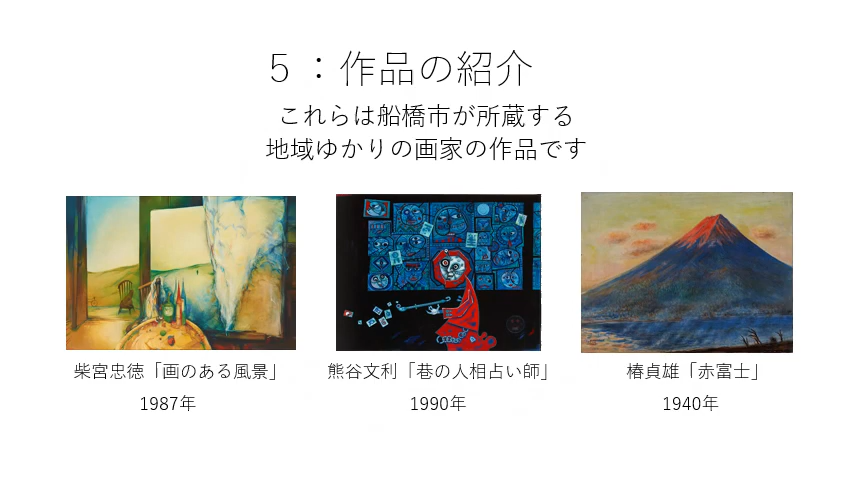 ５：作品の紹介
これらは船橋市が所蔵する
地域ゆかりの画家の作品です
柴宮忠徳「画のある風景」
1987年
熊谷文利「巷の人相占い師」
1990年
椿貞雄「赤富士」
1940年